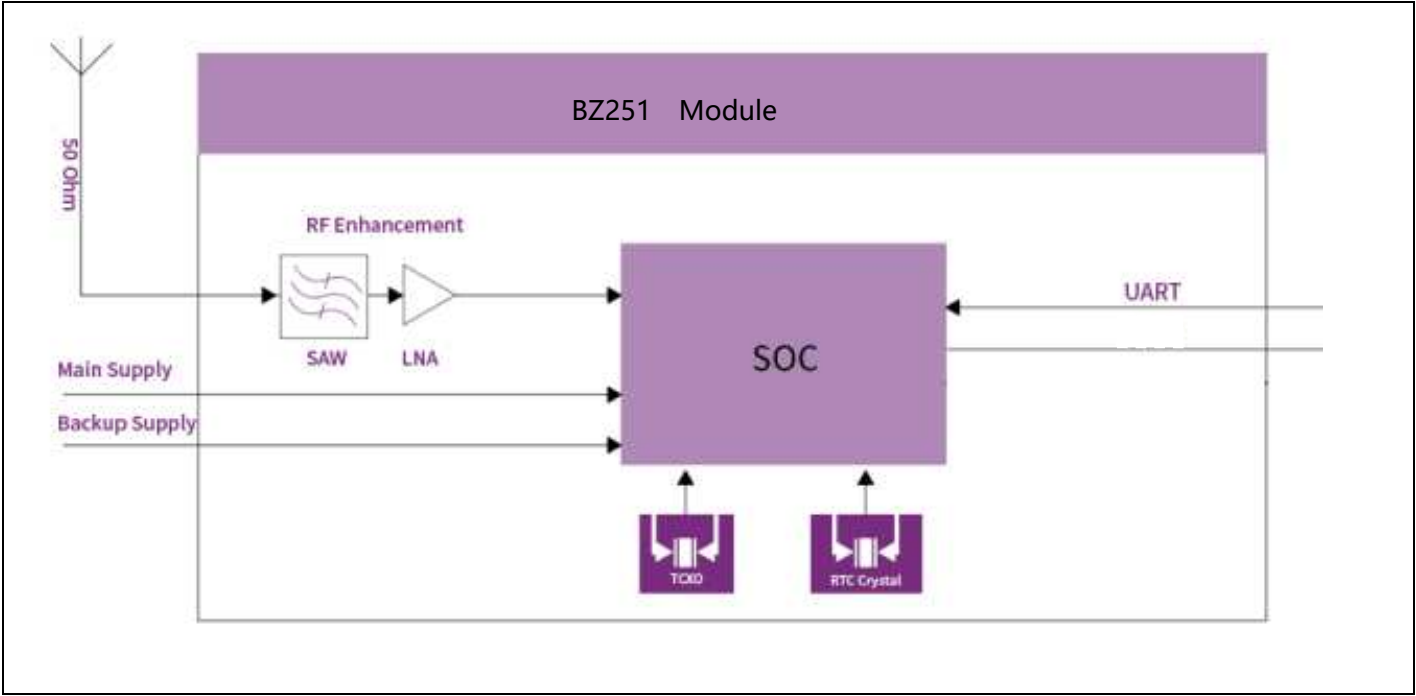 BZ251 Module
50 Ohm
RF Enhancement
SAW
LNA
Main Supply
Backup Supply
SOC
UART
TCXO
RTC Crystal